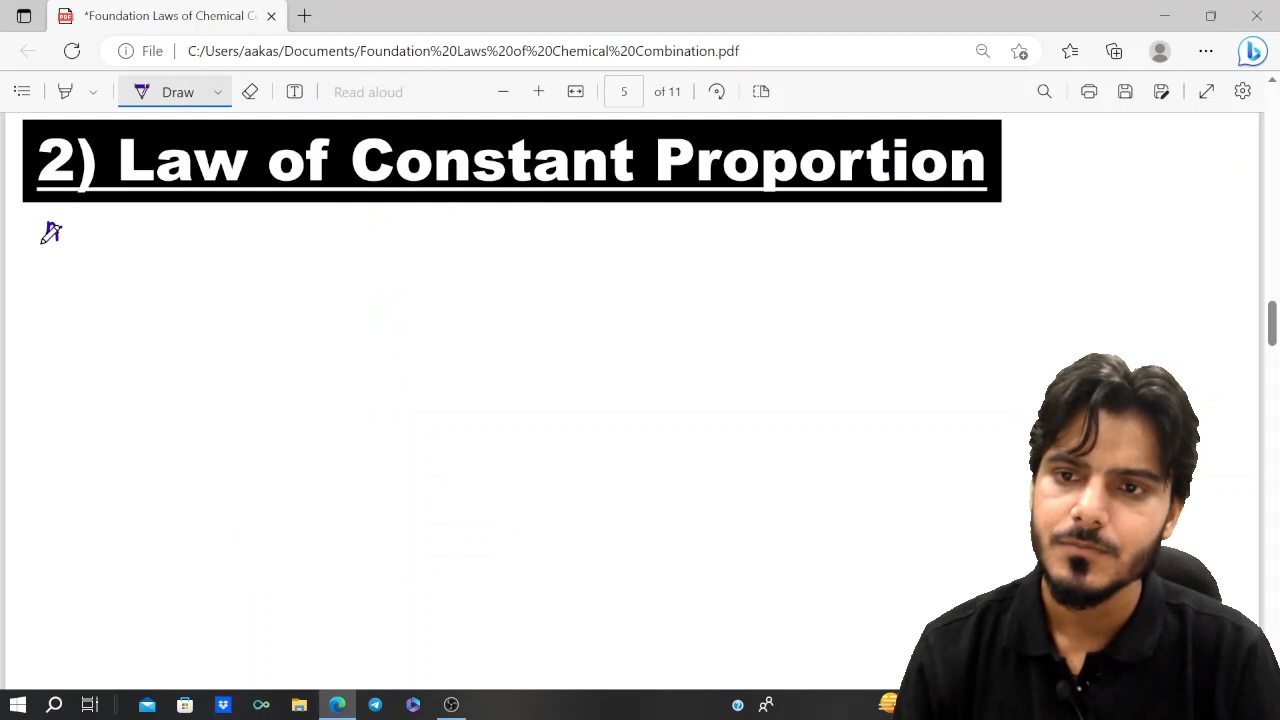 *Foundation Laws of Chemical C
File
C:/Users/aakas/Documents/Foundation%20Laws%20of%20Chemical%20Combination.pdf
Draw
Read aloud
5 of 11
2) Law of Constant Proportion